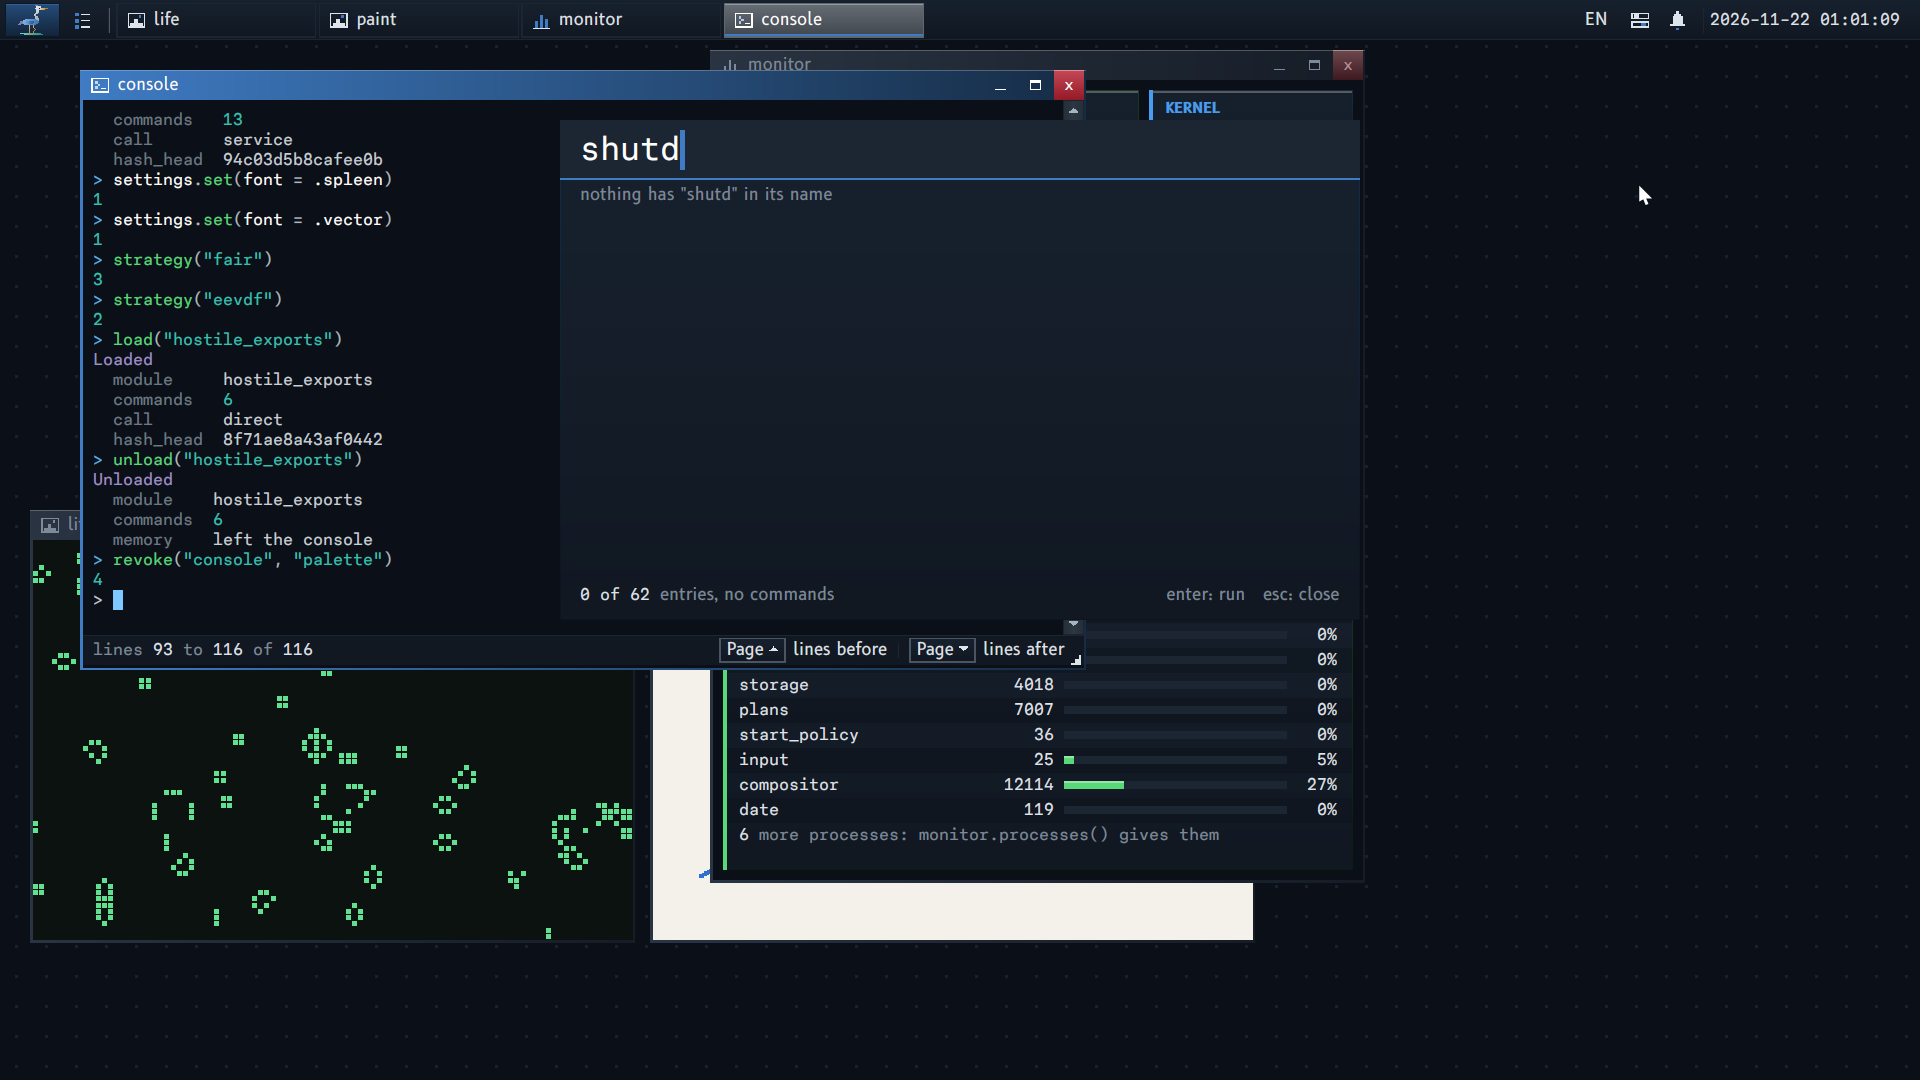 life
paint
monitor
console
EN
2026-11-22 01:01:09
monitor
x
console
x
KERNEL
commands 13
call service
hash_head 94c03d5b8cafee0b
> settings.set(font = .spleen)
1
> settings.set(font = .vector)
1
> strategy("fair")
3
> strategy("eevdf")
2
> load("hostile_exports")
Loaded
module hostile_exports
commands 6
call direct
hash_head 8f71ae8a43af0442
> unload("hostile_exports")
Unloaded
module hostile_exports
commands 6
memory left the console
> revoke("console", "palette")
4
>
lines 93 to 116 of 116
Page lines before
Page lines after
shutd
nothing has "shutd" in its name
0 of 62 entries, no commands
enter: run
esc: close
li
0%
0%
storage 4018 0%
plans 7007 0%
start_policy 36 0%
input 25 5%
compositor 12114 27%
date 119 0%
6 more processes: monitor.processes() gives them